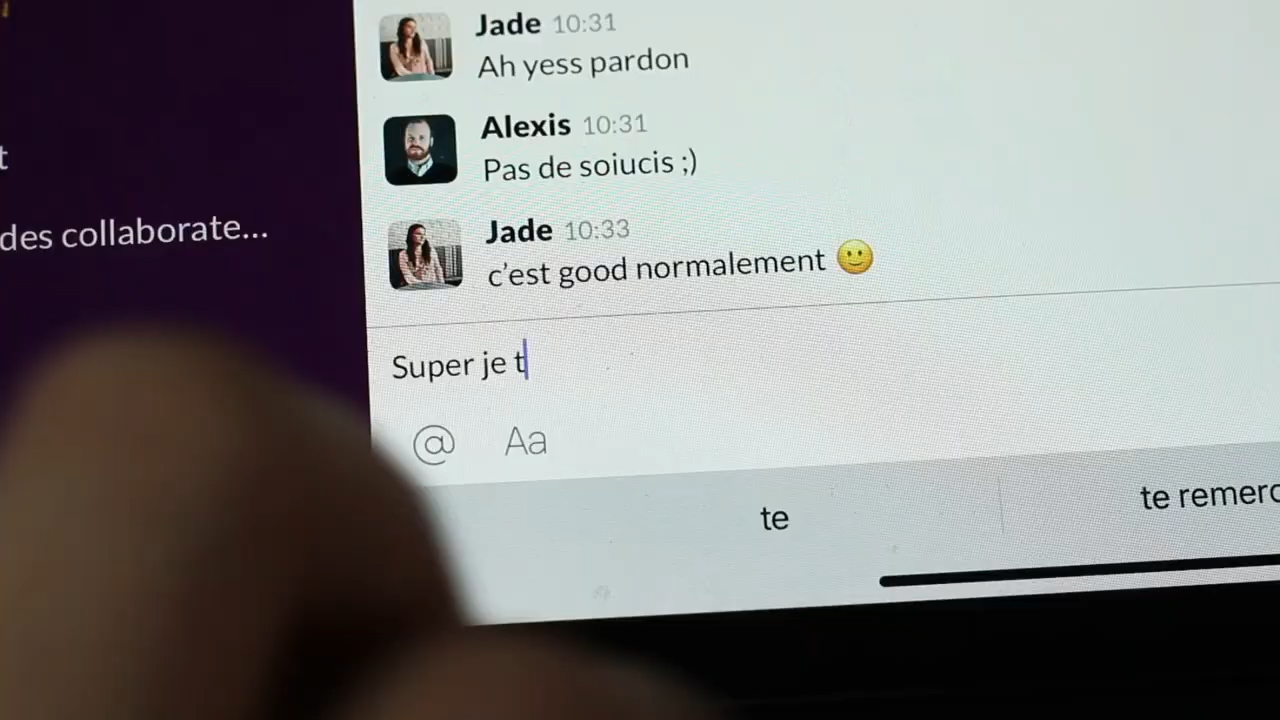 Jade 10:31
Ah yess pardon
Alexis 10:31
t
Pas de soiucis ;)
des collaborate...
Jade 10:33
c'est good normalement 🙂
Super je t
@ Aa
te
te remerc